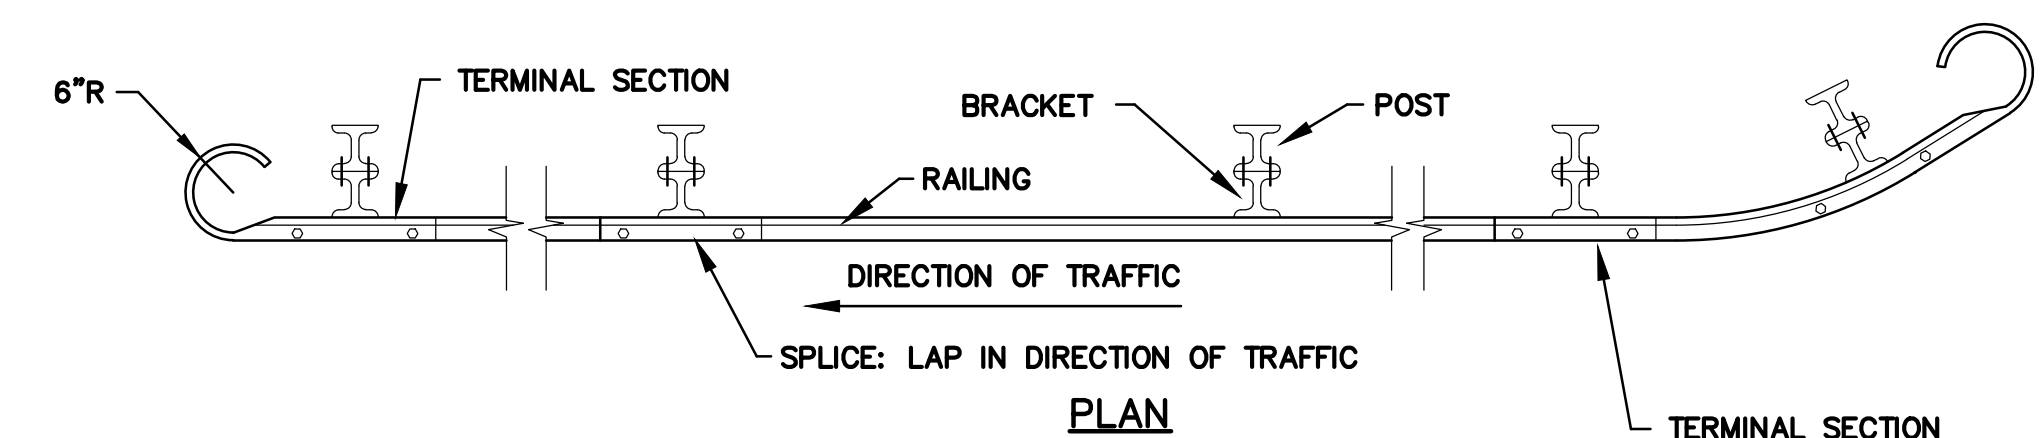 6"R
TERMINAL SECTION
BRACKET
POST
RAILING
DIRECTION OF TRAFFIC
SPLICE: LAP IN DIRECTION OF TRAFFIC
PLAN
TERMINAL SECTION